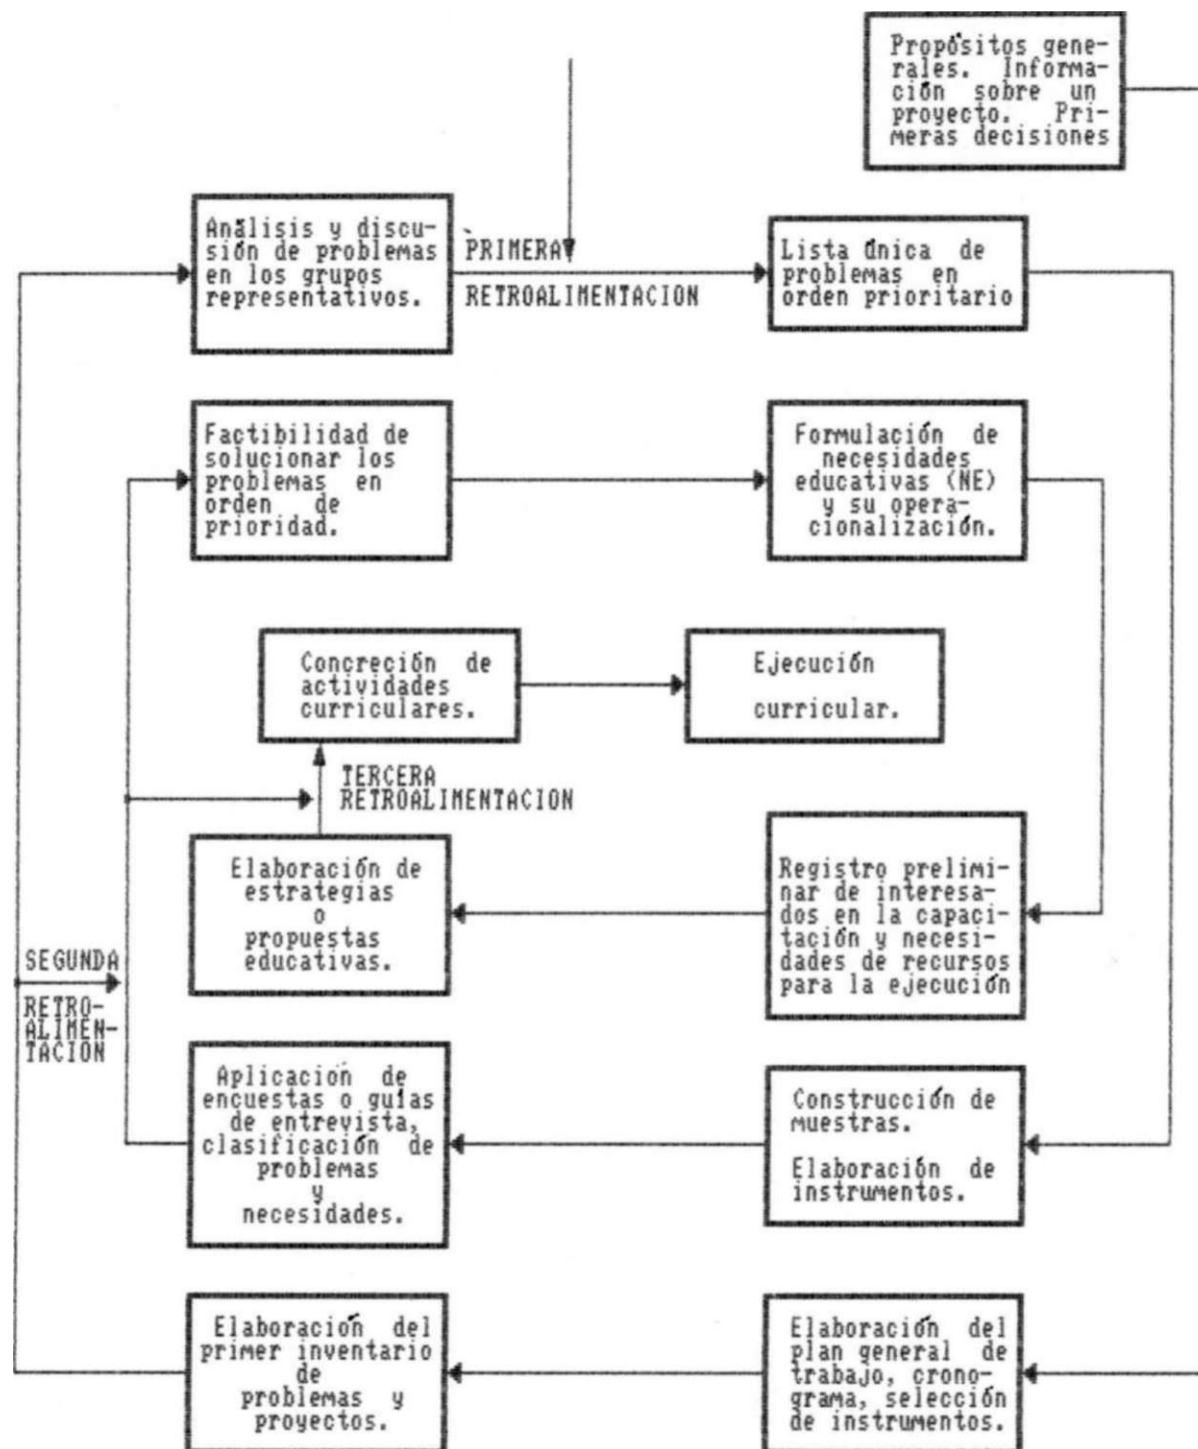 Propósitos gene-
rales. Informa-
ción sobre un
proyecto. Pri-
meras decisiones
Análisis y discu-
sión de problemas
en los grupos
representativos.
PRIMERA
RETROALIMENTACION
Lista única de
problemas en
orden prioritario
Factibilidad de
solucionar los
problemas en
orden de
prioridad.
Formulación de
necesidades
educativas (NE)
y su opera-
cionalización.
Concreción de
actividades
curriculares.
Ejecución
curricular.
TERCERA
RETROALIMENTACION
Elaboración de
estrategias
o
propuestas
educativas.
Registro prelimi-
nar de interesa-
dos en la capaci-
tación y necesi-
dades de recursos
para la ejecución
SEGUNDA
RETRO-
ALIMEN-
TACION
Aplicación de
encuestas o guías
de entrevista,
clasificación de
problemas
y
necesidades.
Construcción de
muestras.
Elaboración de
instrumentos.
Elaboración del
primer inventario
de
problemas y
proyectos.
Elaboración del
plan general de
trabajo, crono-
grama, selección
de instrumentos.